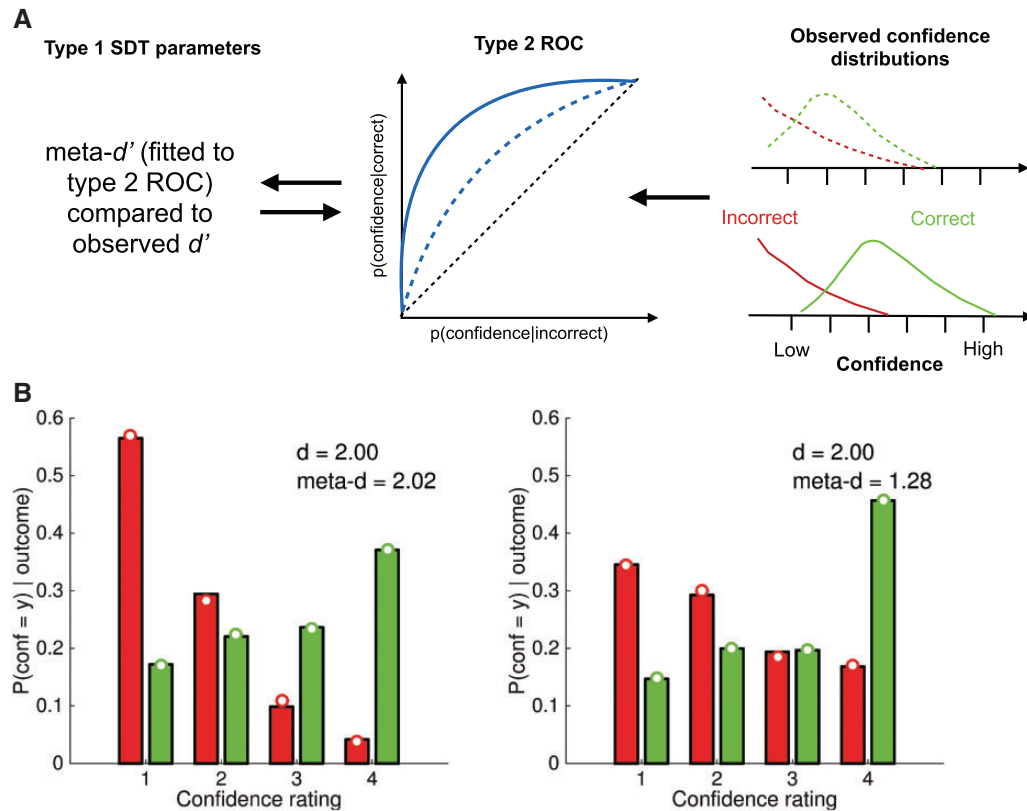 A
Type 1 SDT parameters
Type 2 ROC
Observed confidence
distributions
meta-d’ (fitted to
type 2 ROC)
compared to
observed d’
p(confidence|correct)
p(confidence|incorrect)
Incorrect
Correct
Low
High
Confidence
B
P(conf = y) | outcome)
0.6
0.5
0.4
0.3
0.2
0.1
0
d = 2.00
meta-d = 2.02
1 2 3 4
Confidence rating
P(conf = y) | outcome)
0.6
0.5
0.4
0.3
0.2
0.1
0
d = 2.00
meta-d = 1.28
1 2 3 4
Confidence rating